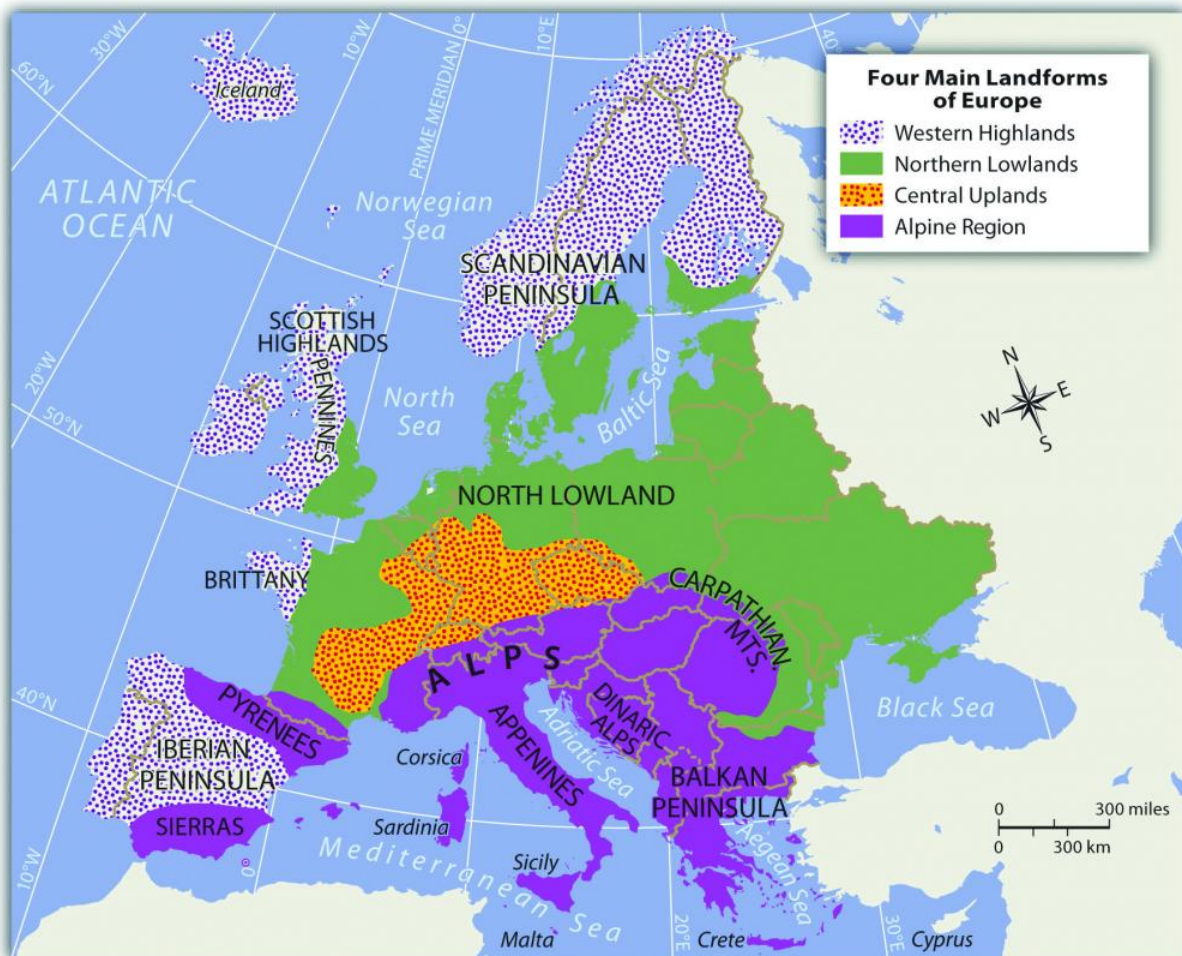 30°W
10°W
PRIME MERIDIAN 0°
10°E
40°
60°N
Iceland
Four Main Landforms
of Europe
Western Highlands
Northern Lowlands
Central Uplands
Alpine Region
ATLANTIC
OCEAN
Norwegian
Sea
SCANDINAVIAN
PENINSULA
SCOTTISH
HIGHLANDS
PENNINES
20°W
50°N
North
Sea
Baltic Sea
N
W
E
S
NORTH LOWLAND
BRITTANY
CARPATHIAN
MTS.
ALPS
40°N
PYRENEES
IBERIAN
PENINSULA
SIERRAS
Corsica
Sardinia
APPENINES
Adriatic Sea
DINARIC
ALPS
BALKAN
PENINSULA
Black Sea
0 300 miles
0 300 km
10°W
0
Mediterranean Sea
Sicily
Malta
Aegean Sea
20°E
Crete
30°E
Cyprus